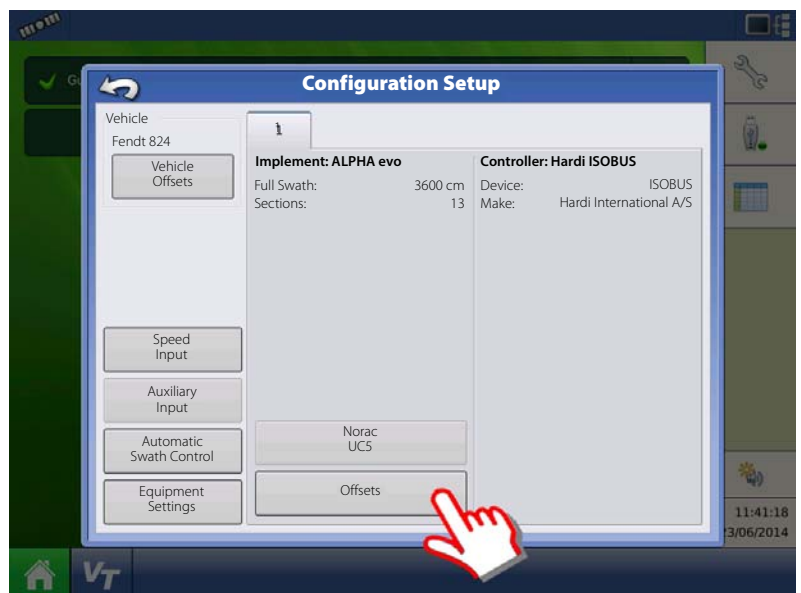 Configuration Setup
Vehicle
Fendt 824
Vehicle
Offsets
Speed
Input
Auxiliary
Input
Automatic
Swath Control
Equipment
Settings
Implement: ALPHA evo
Full Swath: 3600 cm
Sections: 13
Norac
UC5
Offsets
Controller: Hardi ISOBUS
Device: ISOBUS
Make: Hardi International A/S
11:41:18
3/06/2014
VT